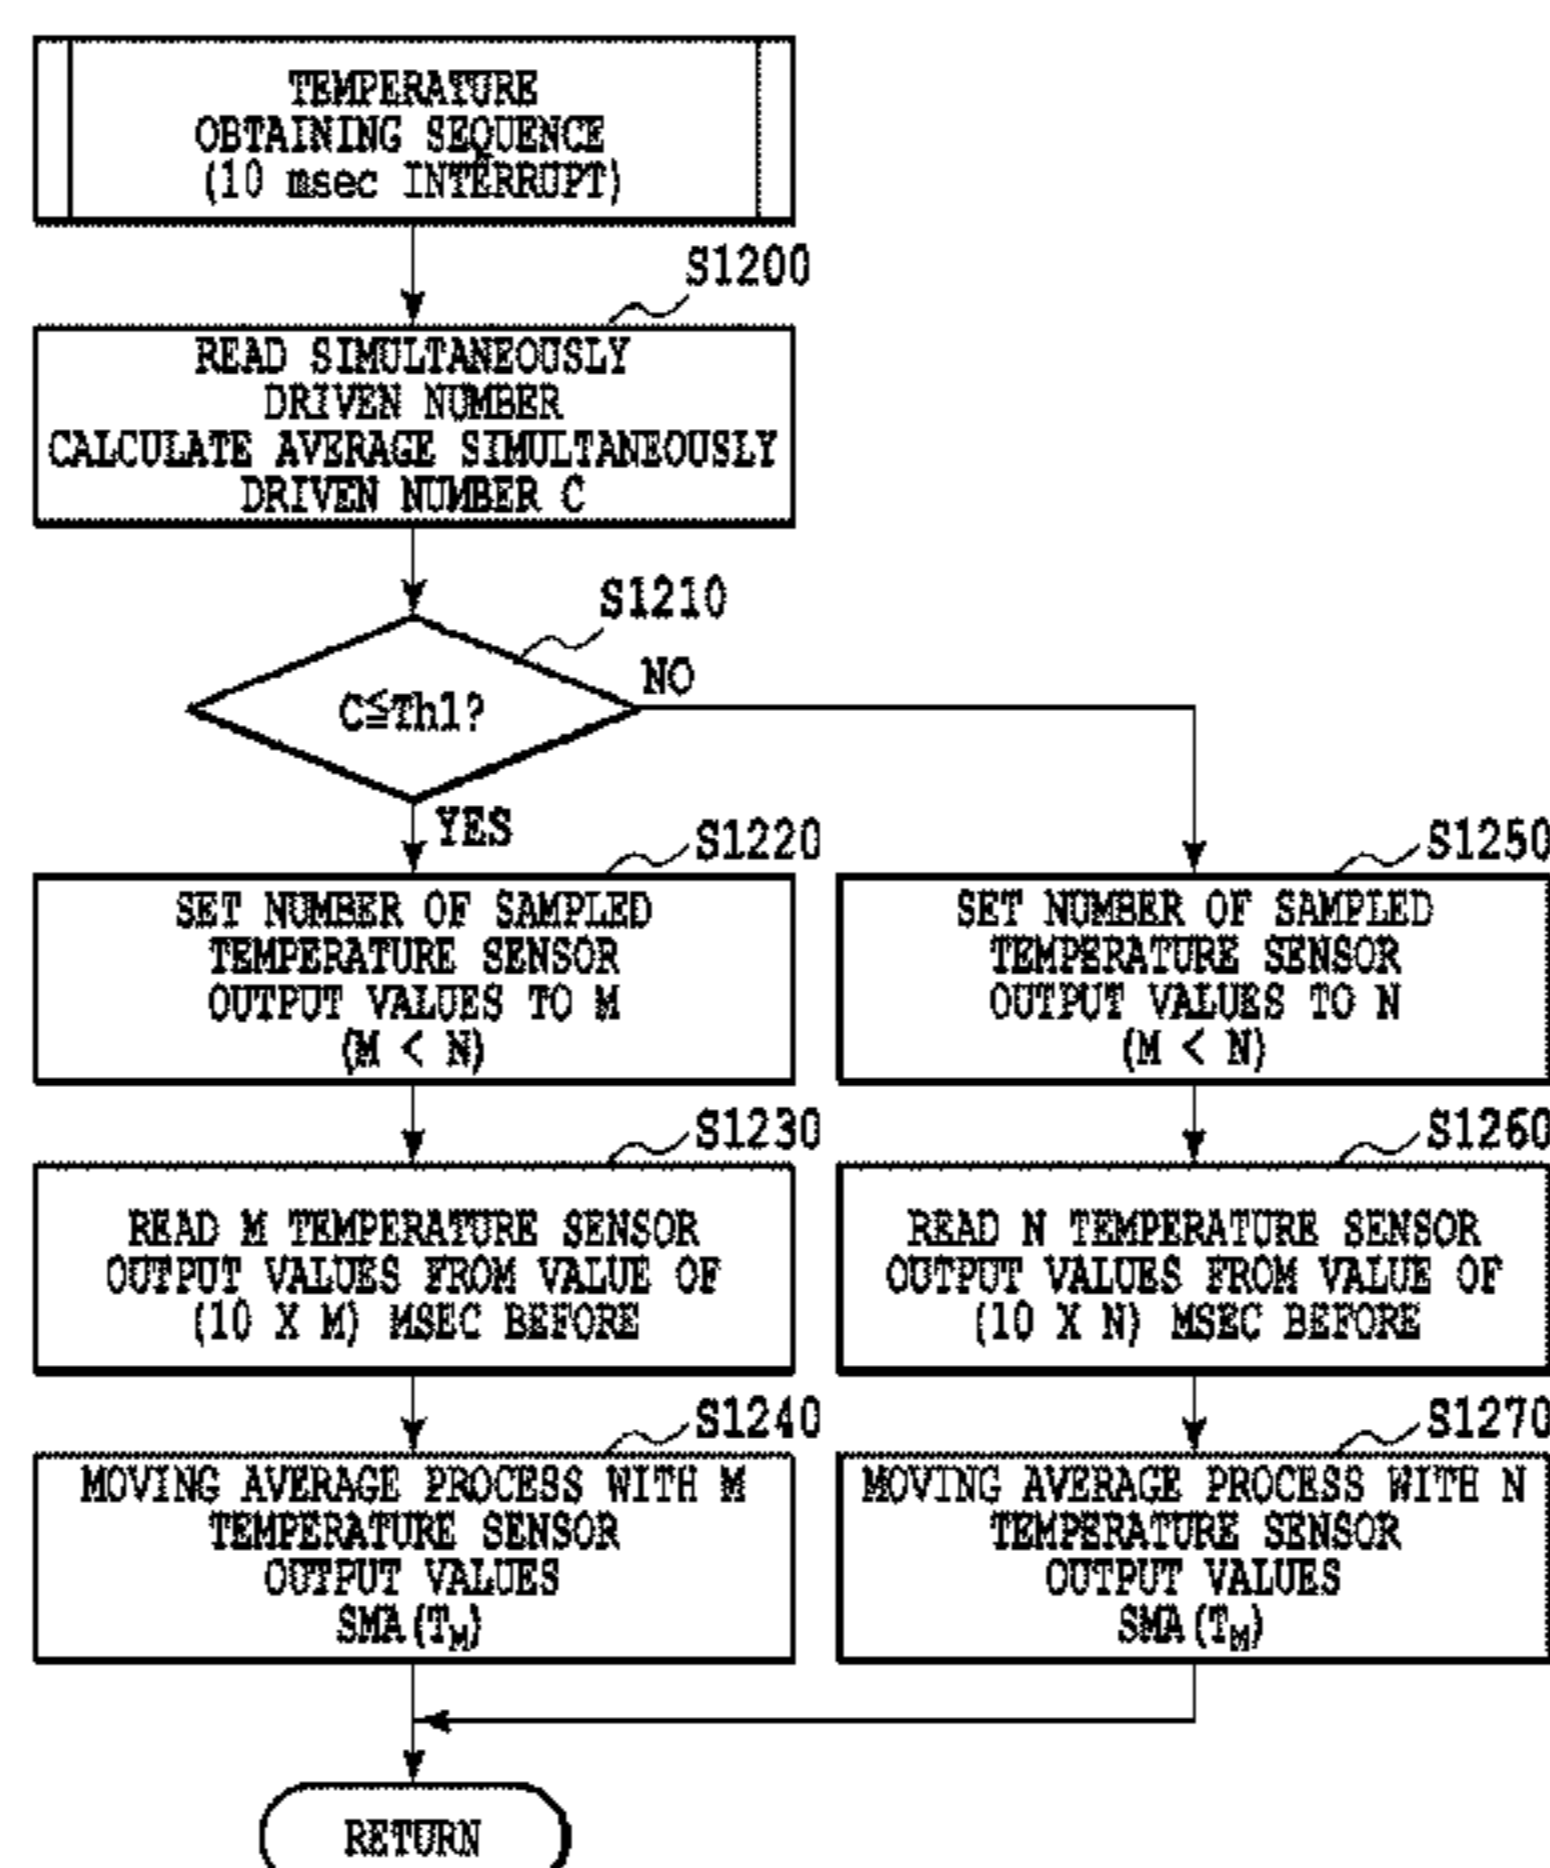 TEMPERATURE
OBTAINING SEQUENCE
(10 msec INTERRUPT)
S1200
READ SIMULTANEOUSLY
DRIVEN NUMBER
CALCULATE AVERAGE SIMULTANEOUSLY
DRIVEN NUMBER C
S1210
C≦Th1?
NO
YES
S1220
SET NUMBER OF SAMPLED
TEMPERATURE SENSOR
OUTPUT VALUES TO M
(M < N)
S1250
SET NUMBER OF SAMPLED
TEMPERATURE SENSOR
OUTPUT VALUES TO N
(M < N)
S1230
READ M TEMPERATURE SENSOR
OUTPUT VALUES FROM VALUE OF
(10 X M) MSEC BEFORE
S1260
READ N TEMPERATURE SENSOR
OUTPUT VALUES FROM VALUE OF
(10 X N) MSEC BEFORE
S1240
MOVING AVERAGE PROCESS WITH M
TEMPERATURE SENSOR
OUTPUT VALUES
SMA(T_M)
S1270
MOVING AVERAGE PROCESS WITH N
TEMPERATURE SENSOR
OUTPUT VALUES
SMA(T_M)
RETURN